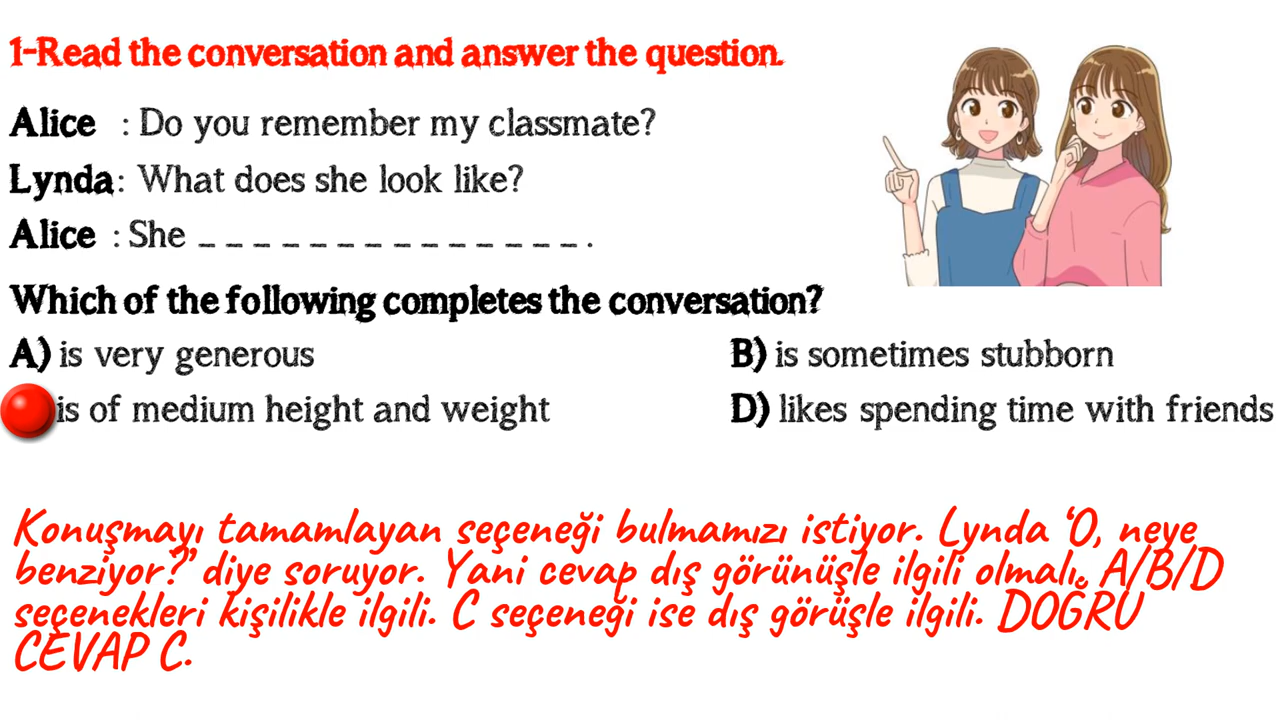 1-Read the conversation and answer the question.
Alice : Do you remember my classmate?
Lynda: What does she look like?
Alice : She _ _ _ _ _ _ _ _ _ _ _ _ _ _ .
Which of the following completes the conversation?
A) is very generous B) is sometimes stubborn
is of medium height and weight D) likes spending time with friends
Konuşmayı tamamlayan seçeneği bulmamızı istiyor. Lynda ‘O, neye
benziyor?’ diye soruyor. Yani cevap dış görünüşle ilgili olmalı. A/B/D
seçenekleri kişilikle ilgili. C seçeneği ise dış görüşle ilgili. DOĞRU
CEVAP C.